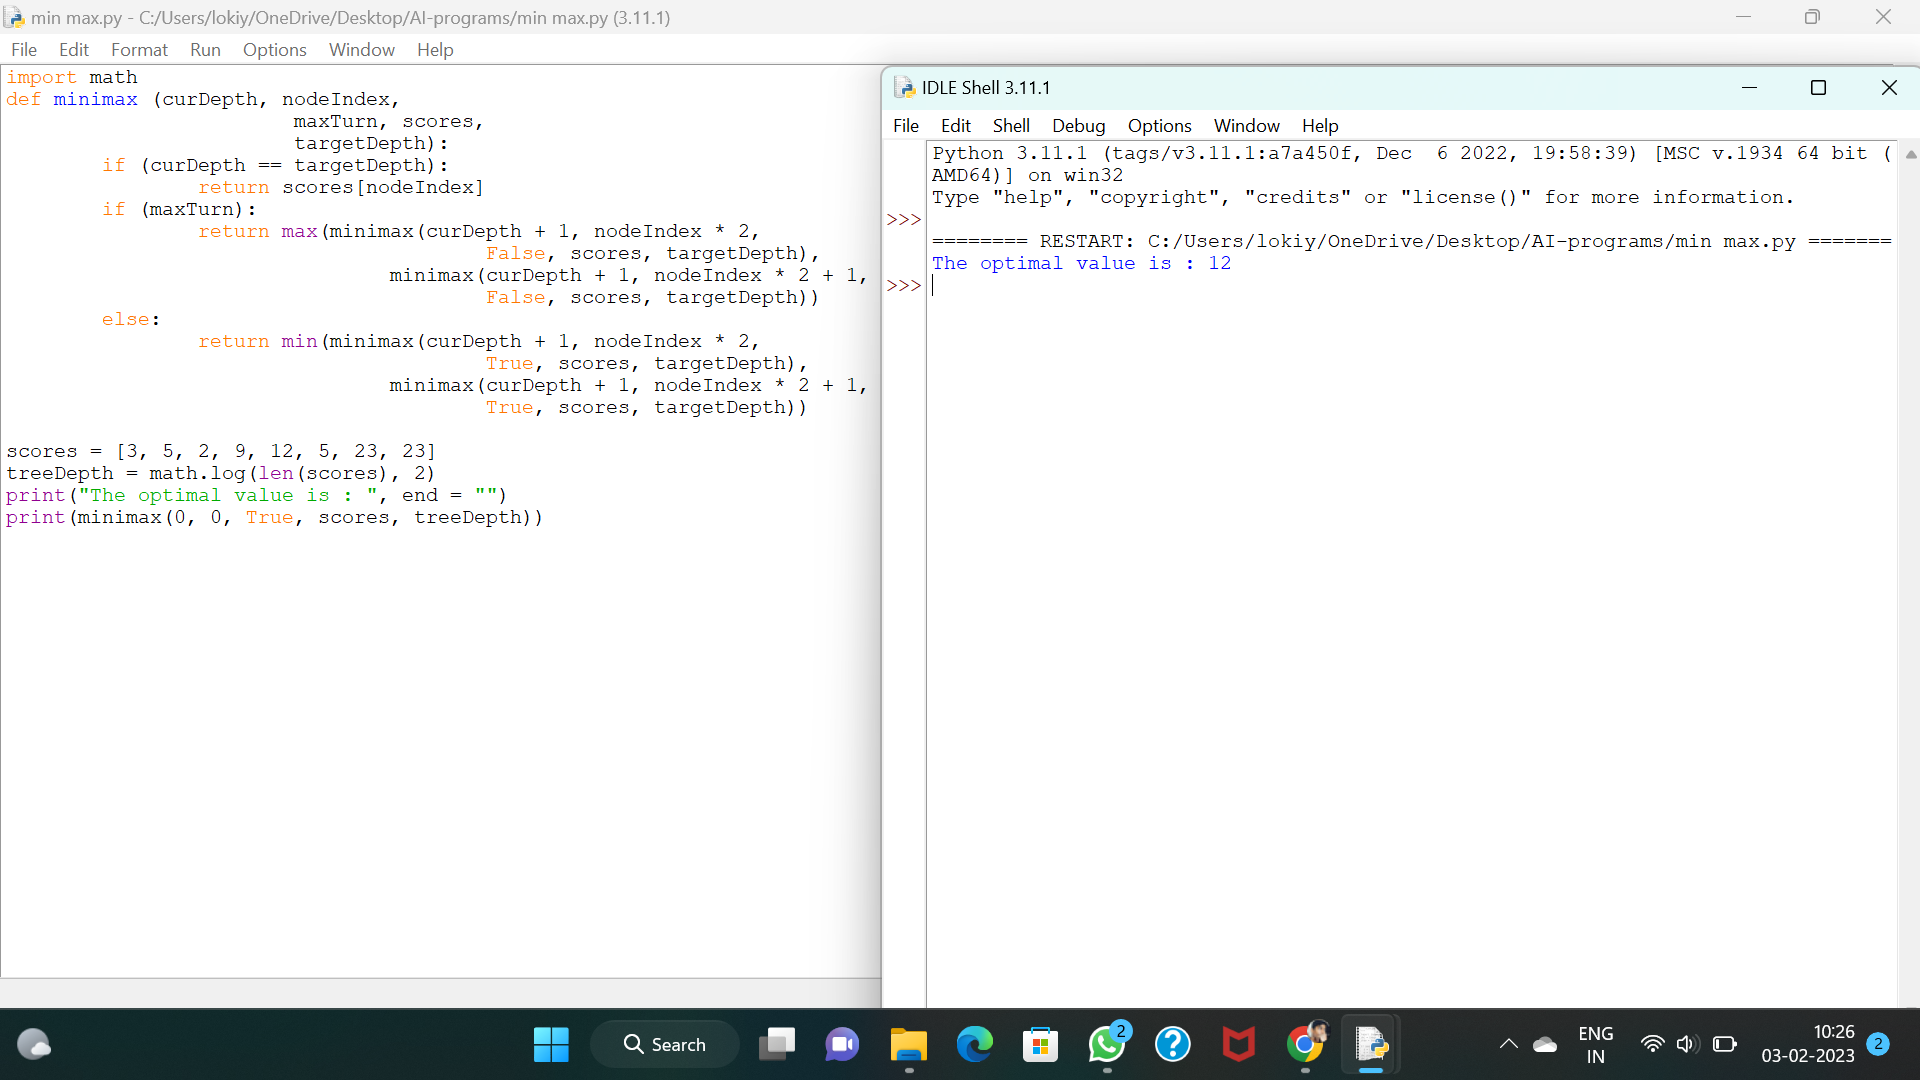 min max.py - C:/Users/lokiy/OneDrive/Desktop/AI-programs/min max.py (3.11.1)
File Edit Format Run Options Window Help
import math
def minimax (curDepth, nodeIndex,
maxTurn, scores,
targetDepth):
if (curDepth == targetDepth):
return scores[nodeIndex]
if (maxTurn):
return max(minimax(curDepth + 1, nodeIndex * 2,
False, scores, targetDepth),
minimax(curDepth + 1, nodeIndex * 2 + 1,
False, scores, targetDepth))
else:
return min(minimax(curDepth + 1, nodeIndex * 2,
True, scores, targetDepth),
minimax(curDepth + 1, nodeIndex * 2 + 1,
True, scores, targetDepth))
scores = [3, 5, 2, 9, 12, 5, 23, 23]
treeDepth = math.log(len(scores), 2)
print("The optimal value is : ", end = "")
print(minimax(0, 0, True, scores, treeDepth))
IDLE Shell 3.11.1
File Edit Shell Debug Options Window Help
Python 3.11.1 (tags/v3.11.1:a7a450f, Dec  6 2022, 19:58:39) [MSC v.1934 64 bit (
AMD64)] on win32
Type "help", "copyright", "credits" or "license()" for more information.
>>>
======== RESTART: C:/Users/lokiy/OneDrive/Desktop/AI-programs/min max.py =======
The optimal value is : 12
>>>
Search
2
ENG
IN
10:26
03-02-2023
2